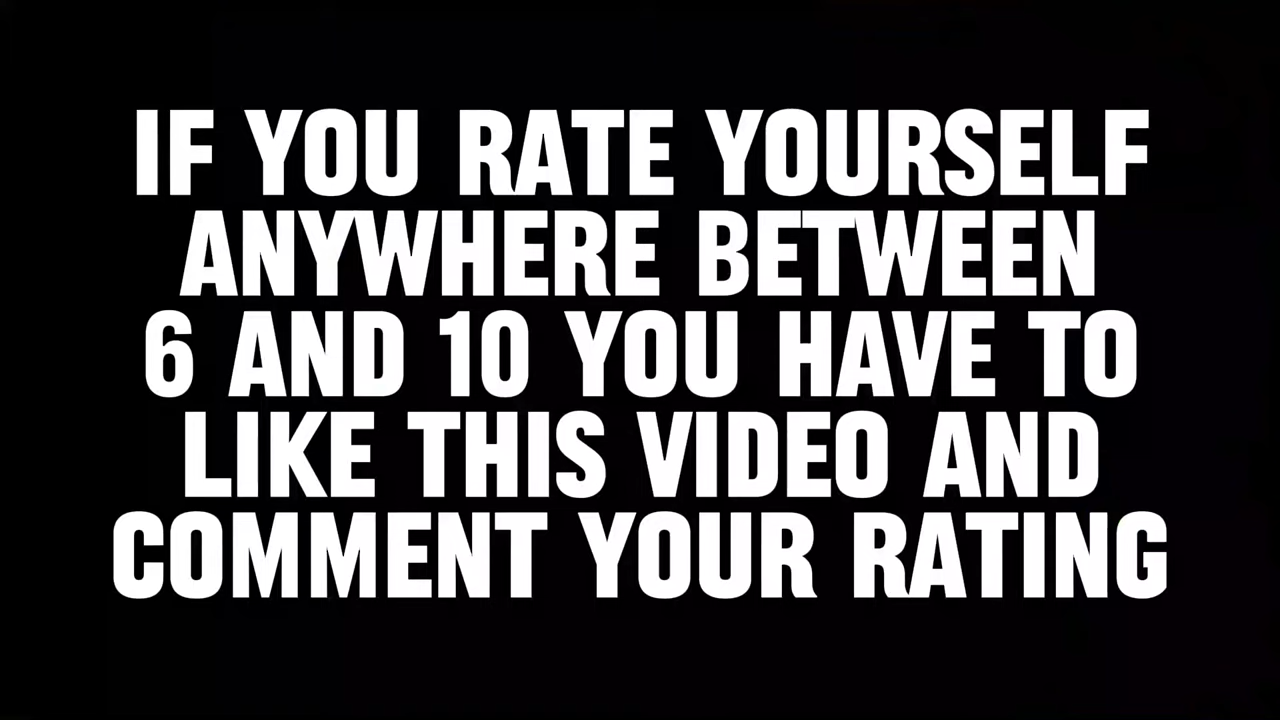 IF YOU RATE YOURSELF
ANYWHERE BETWEEN
6 AND 10 YOU HAVE TO
LIKE THIS VIDEO AND
COMMENT YOUR RATING